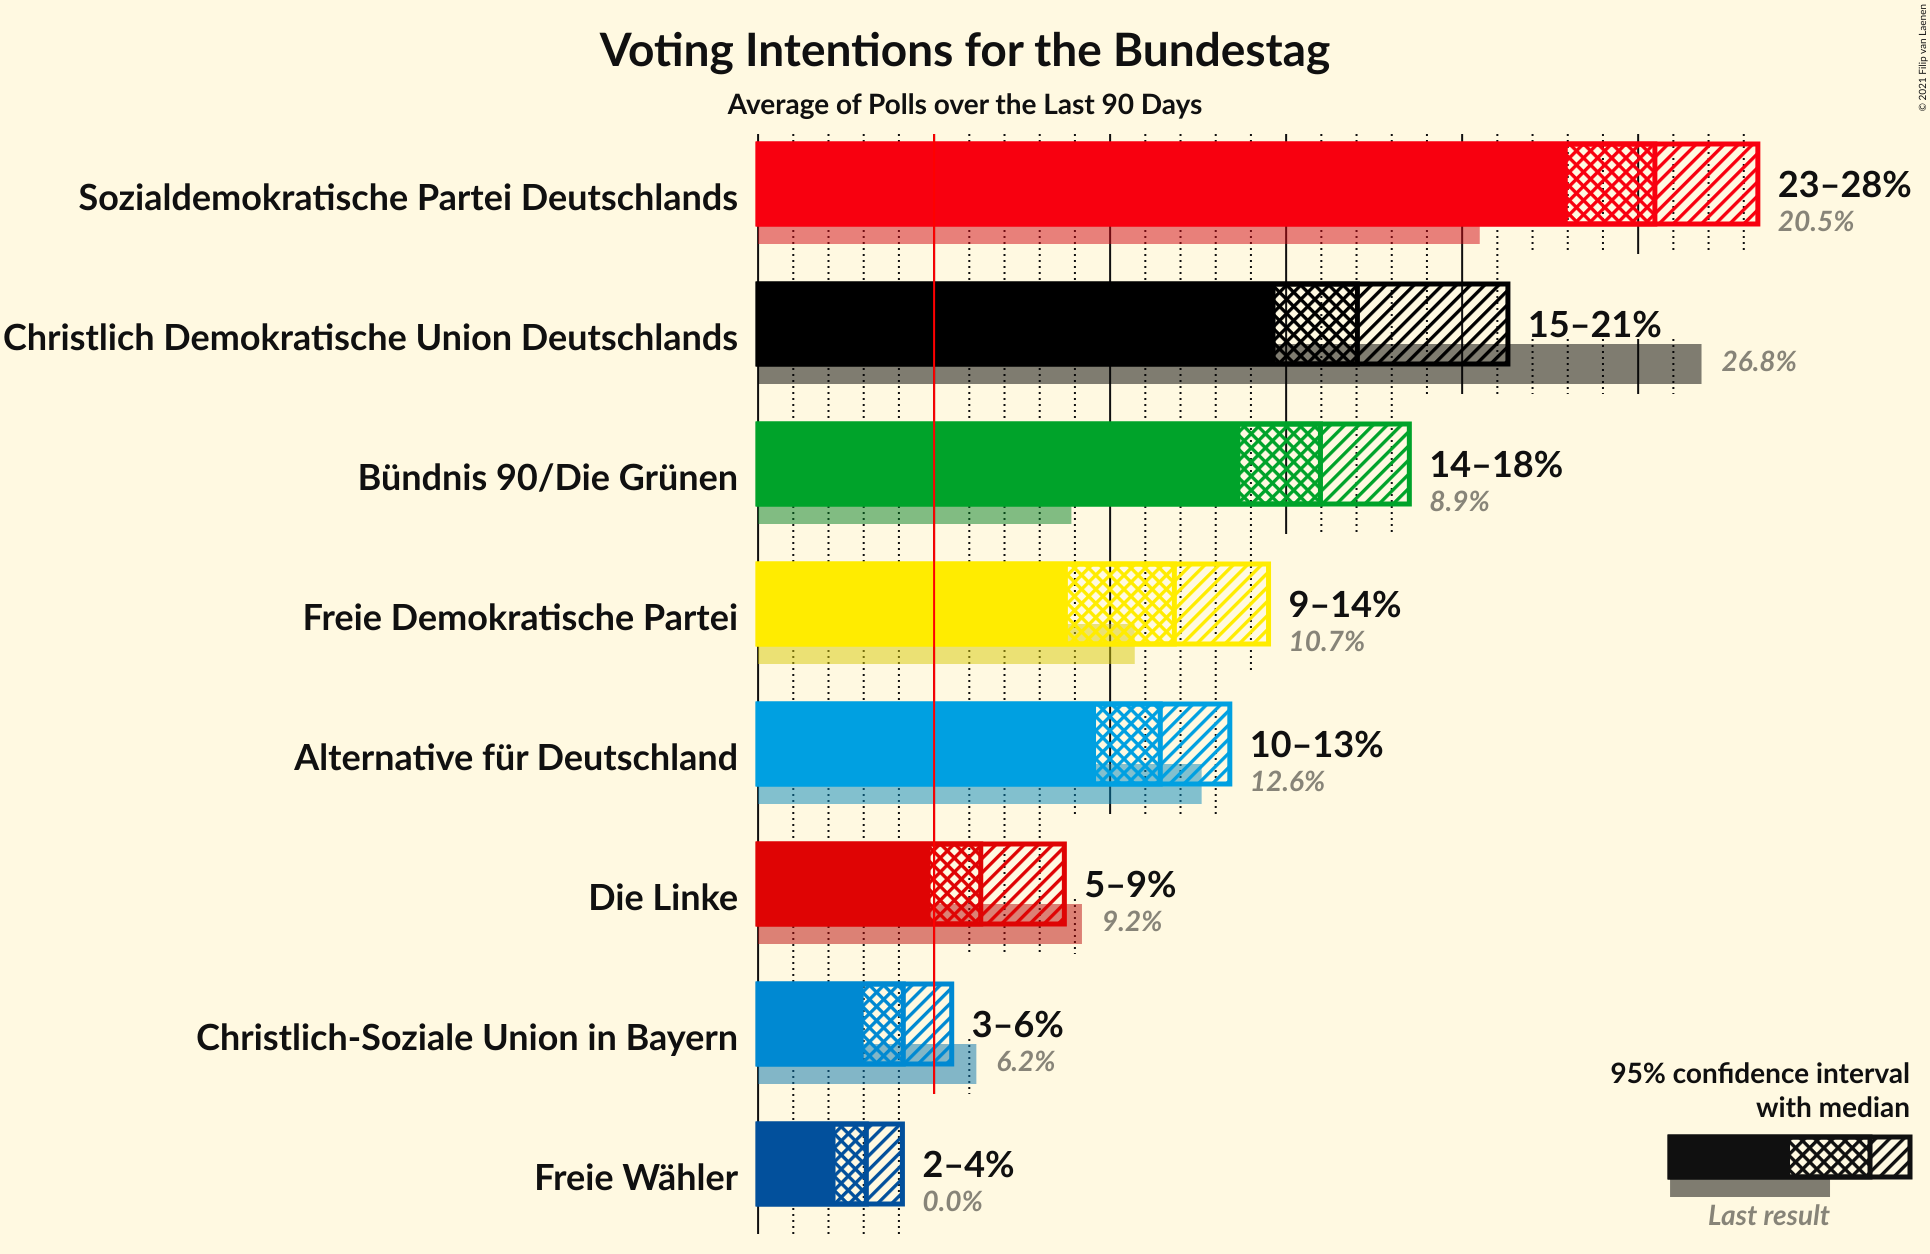 Voting Intentions for the Bundestag
Average of Polls over the Last 90 Days
© 2021 Filip van Laenen
Sozialdemokratische Partei Deutschlands
23–28%
20.5%
Christlich Demokratische Union Deutschlands
15–21%
26.8%
Bündnis 90/Die Grünen
14–18%
8.9%
Freie Demokratische Partei
9–14%
10.7%
Alternative für Deutschland
10–13%
12.6%
Die Linke
5–9%
9.2%
Christlich-Soziale Union in Bayern
3–6%
6.2%
Freie Wähler
2–4%
0.0%
95% confidence interval
with median
Last result